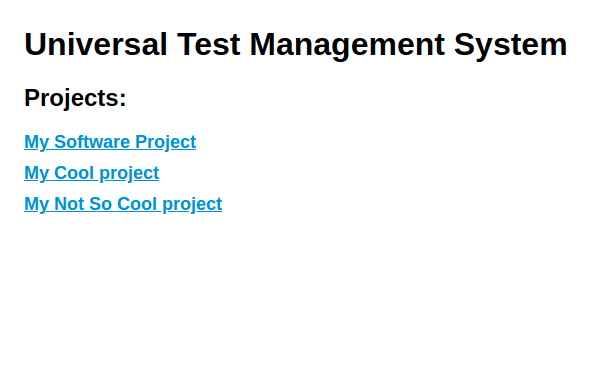 Universal Test Management System
Projects:
My Software Project
My Cool project
My Not So Cool project